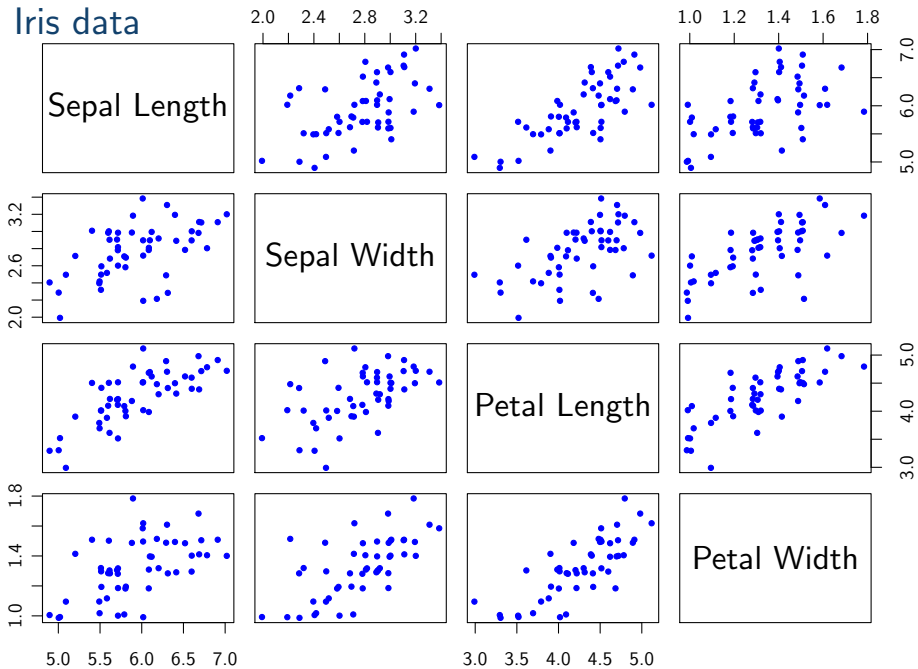 Iris data
2.0 2.4 2.8 3.2
1.0 1.2 1.4 1.6 1.8
Sepal Length
5.0 6.0 7.0
2.0 2.6 3.2
Sepal Width
Petal Length
3.0 4.0 5.0
1.0 1.4 1.8
Petal Width
5.0 5.5 6.0 6.5 7.0
3.0 3.5 4.0 4.5 5.0